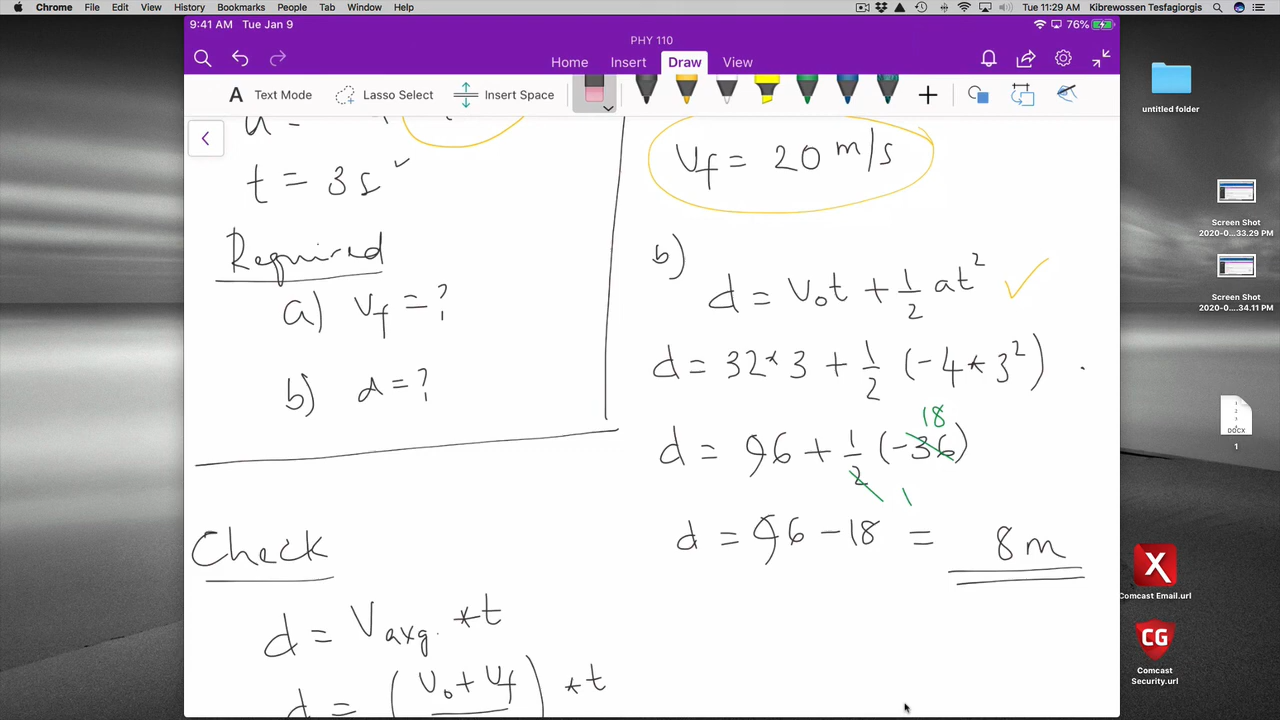 Chrome File Edit View History Bookmarks People Tab Window Help Tue 11:29 AM Kibrewossen Tesfagiorgis
9:41 AM Tue Jan 9 76%
PHY 110
Home Insert Draw View
A Text Mode Lasso Select Insert Space
t = 3s
Required
a) Vf = ?
b) d = ?
Check
d = Vavg. * t
d = (V0 + Vf) * t
Vf = 20 m/s
b)
d = V0t + 1/2 at²
d = 32 * 3 + 1/2 (-4 * 3²)
18
d = 96 + 1/2 (-36)
1
d = 96 - 18 = 8m
untitled folder
Screen Shot
2020-0...33.29 PM
Screen Shot
2020-0...34.11 PM
DOCX
1
X
Comcast Email.url
CG
Comcast
Security.url